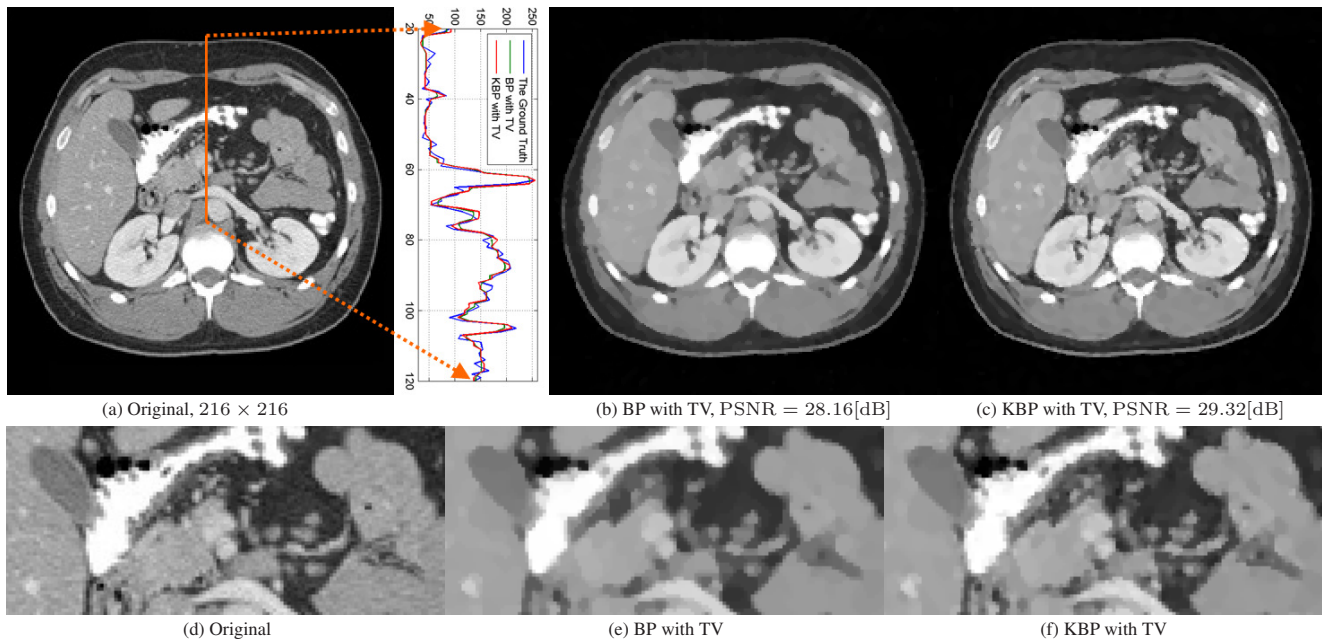 50 100 150 200 250
20
40
60
80
100
120
The Ground Truth
BP with TV
KBP with TV
(a) Original, 216 × 216
(b) BP with TV, PSNR = 28.16[dB]
(c) KBP with TV, PSNR = 29.32[dB]
(d) Original
(e) BP with TV
(f) KBP with TV